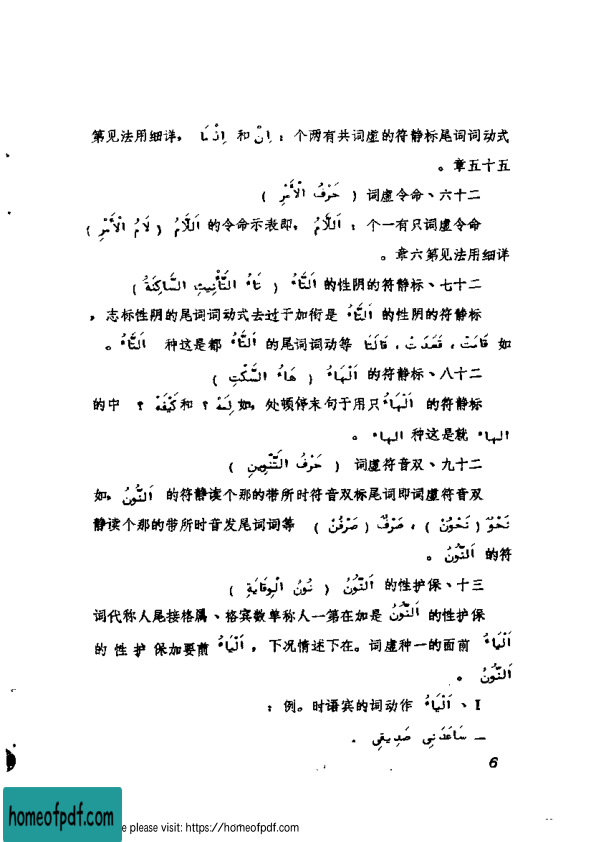 式动词词尾标静符的虚词共有两个：إِنْ 和 إِذْمَا，详细用法见第
五十五章。
二十六、命令虚词（حَرْفُ الْأَمْرِ）
命令虚词只有一个：اَللَّامُ，即表示命令的 اَللَّامُ（لَامُ الْأَمْرِ）
详细用法见第六章。
二十七、标静符的阴性的 اَلتَّاءُ（تَاءُ التَّأْنِيثِ السَّاكِنَةُ）
标静符的阴性的 اَلتَّاءُ 是衍加于过去式动词词尾的阴性标志，
如 قَامَتْ، قَعَدَتْ، قَالَتَا 等动词词尾的 اَلتَّاءُ 都是这种 اَلتَّاءُ。
二十八、标静符的 اَلْهَاءُ（هَاءُ السَّكْتِ）
标静符的 اَلْهَاءُ 只用于句末停顿处，如：لِمَهْ؟ 和 كَيْفَهْ؟ 中的
الهاء 就是这种 الهاء。
二十九、双音符虚词（حَرْفُ التَّنْوِينِ）
双音符虚词即词尾标双音符时所带的那个读静符的 اَلنُّونُ，如
نَحْوٌ（نَحْوُنْ），صَرْفٌ（صَرْفُنْ）等词词尾发音时所带的那个读静
符的 اَلنُّونُ。
三十、保护性的 اَلنُّونُ（نُونُ الْوِقَايَةِ）
保护性的 اَلنُّونُ 是加在第一人称单数宾格、属格接尾人称代词
اَلْيَاءُ 前面的一种虚词。在下述情况下，اَلْيَاءُ 前要加保护性的
اَلنُّونُ。
I、اَلْيَاءُ 作动词的宾语时。例：
— سَاعَدَنِي صَدِيقِي .
6
homeofpdf.com
e please visit: https://homeofpdf.com